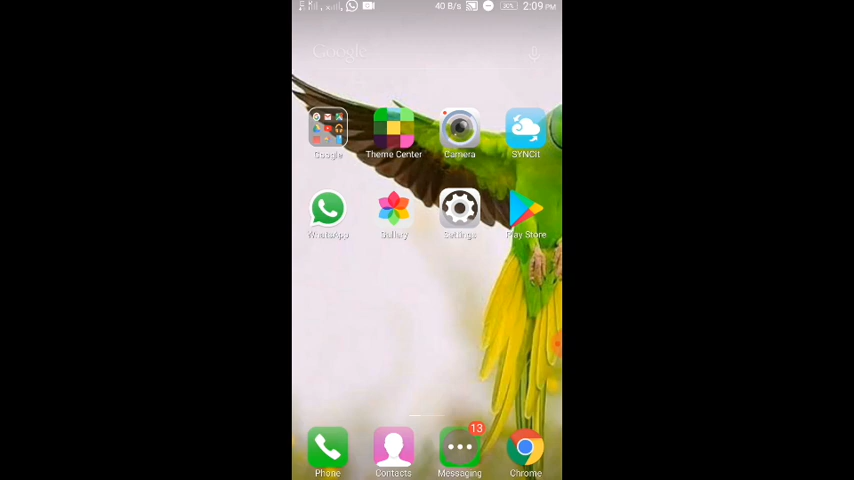 40 B/s 2:09 PM
Google
Google Theme Center Camera SYNCit
WhatsApp Gallery Settings Play Store
13
Phone Contacts Messaging Chrome